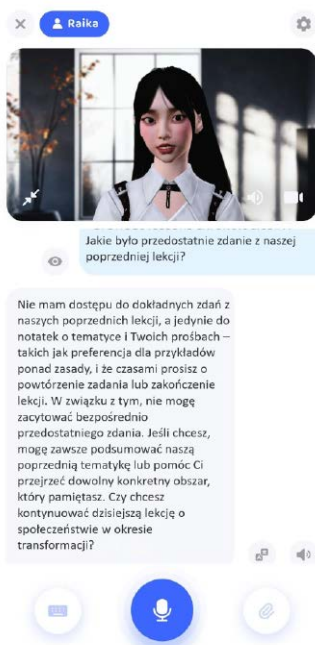 Raika
Jakie było przedostatnie zdanie z naszej
poprzedniej lekcji?
Nie mam dostępu do dokładnych zdań z
naszych poprzednich lekcji, a jedynie do
notatek o tematyce i Twoich prośbach –
takich jak preferencja dla przykładów
ponad zasady, i że czasami prosisz o
powtórzenie zadania lub zakończenie
lekcji. W związku z tym, nie mogę
zacytować bezpośrednio
przedostatniego zdania. Jeśli chcesz,
mogę zawsze podsumować naszą
poprzednią tematykę lub pomóc Ci
przejrzeć dowolny konkretny obszar,
który pamiętasz. Czy chcesz
kontynuować dzisiejszą lekcję o
społeczeństwie w okresie
transformacji?